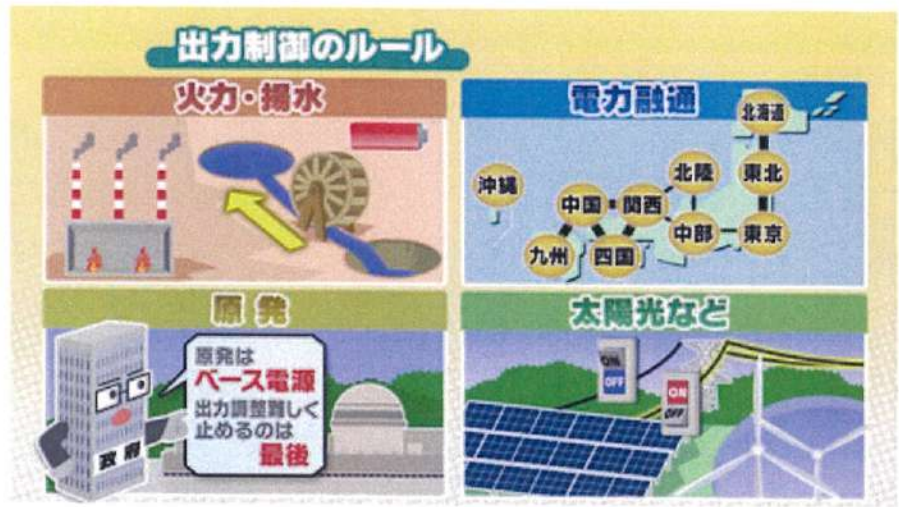 出力制御のルール
火力・揚水
電力融通
北海道
北陸
東北
沖縄
中国
関西
中部
東京
九州
四国
原発
原発は
ベース電源
出力調整難しく
止めるのは
最後
政府
太陽光など
ON
OFF
ON
OFF